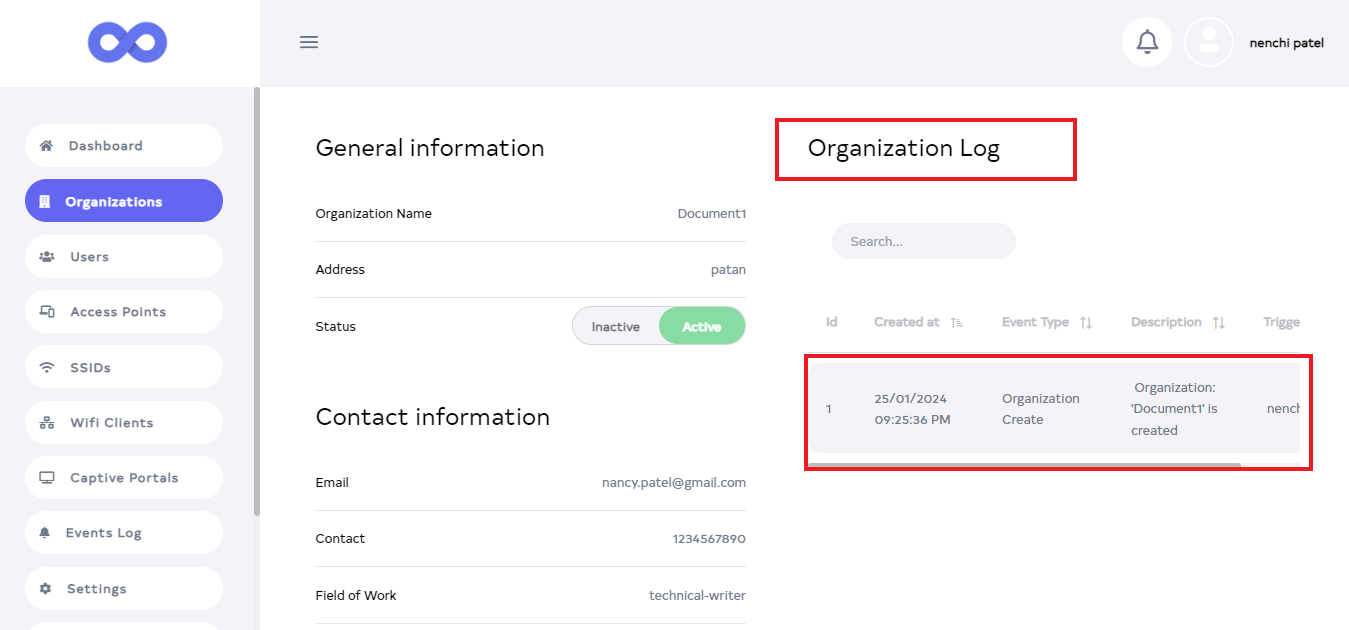 nenchi patel
Dashboard
Organizations
Users
Access Points
SSIDs
Wifi Clients
Captive Portals
Events Log
Settings
General information
Organization Name Document1
Address patan
Status Inactive Active
Contact information
Email nancy.patel@gmail.com
Contact 1234567890
Field of Work technical-writer
Organization Log
Search...
Id Created at Event Type Description Trigge
1 25/01/2024 09:25:36 PM Organization Create Organization: 'Document1' is created nench